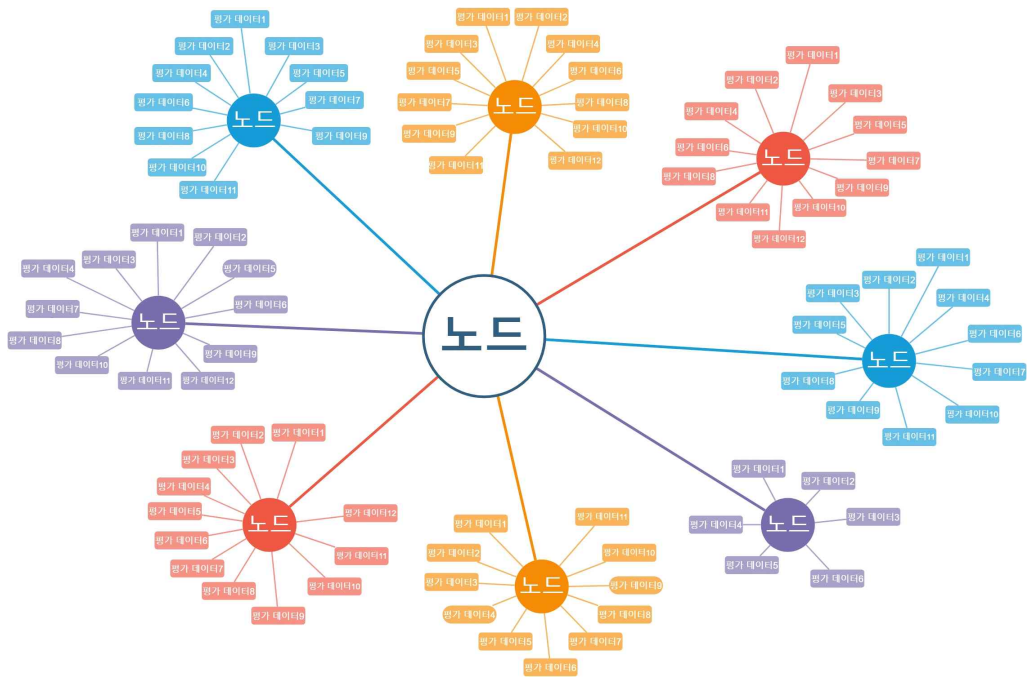 평가 데이터1
평가 데이터2
평가 데이터3
평가 데이터4
평가 데이터5
평가 데이터6
평가 데이터7
평가 데이터8
평가 데이터9
평가 데이터10
평가 데이터11
노드
평가 데이터1
평가 데이터2
평가 데이터3
평가 데이터4
평가 데이터5
평가 데이터6
평가 데이터7
평가 데이터8
평가 데이터9
평가 데이터10
평가 데이터11
평가 데이터12
노드
평가 데이터1
평가 데이터2
평가 데이터3
평가 데이터4
평가 데이터5
평가 데이터6
평가 데이터7
평가 데이터8
평가 데이터9
평가 데이터10
평가 데이터11
평가 데이터12
노드
평가 데이터1
평가 데이터2
평가 데이터3
평가 데이터4
평가 데이터5
평가 데이터6
평가 데이터7
평가 데이터8
평가 데이터9
평가 데이터10
평가 데이터11
평가 데이터12
노드
노드
평가 데이터1
평가 데이터2
평가 데이터3
평가 데이터4
평가 데이터5
평가 데이터6
평가 데이터7
평가 데이터8
평가 데이터9
평가 데이터10
평가 데이터11
노드
평가 데이터1
평가 데이터2
평가 데이터3
평가 데이터4
평가 데이터5
평가 데이터6
평가 데이터7
평가 데이터8
평가 데이터9
평가 데이터10
평가 데이터11
평가 데이터12
노드
평가 데이터1
평가 데이터2
평가 데이터3
평가 데이터4
평가 데이터5
평가 데이터6
평가 데이터7
평가 데이터8
평가 데이터9
평가 데이터10
평가 데이터11
노드
평가 데이터1
평가 데이터2
평가 데이터3
평가 데이터4
평가 데이터5
평가 데이터6
노드